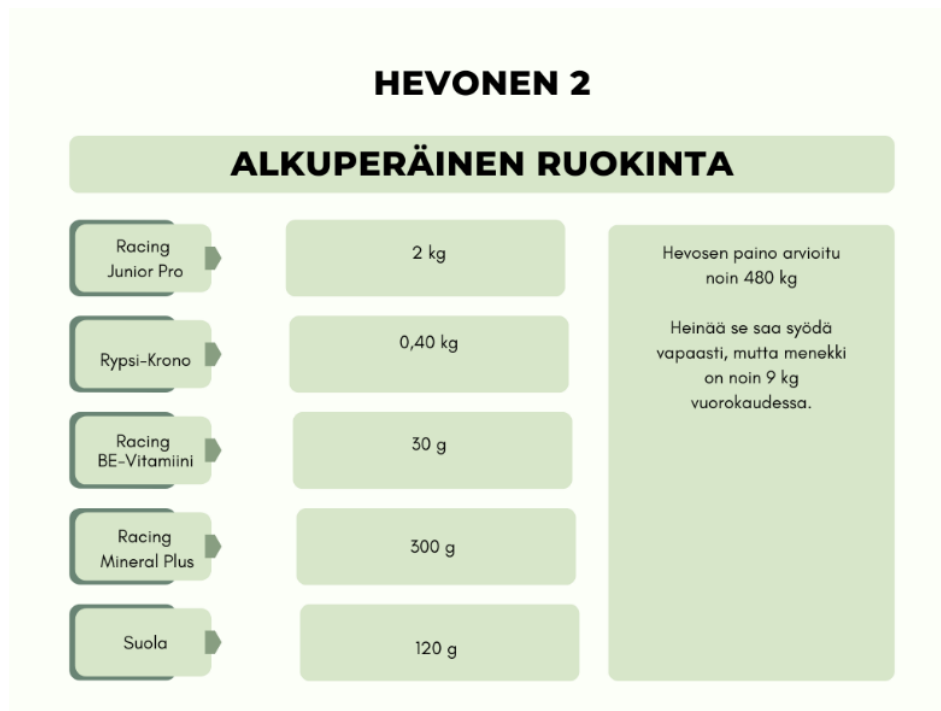 HEVONEN 2
ALKUPERÄINEN RUOKINTA
Racing
Junior Pro
2 kg
Rypsi-Krono
0,40 kg
Racing
BE-Vitamiini
30 g
Racing
Mineral Plus
300 g
Suola
120 g
Hevosen paino arvioitu
noin 480 kg
Heinää se saa syödä
vapaasti, mutta menekki
on noin 9 kg
vuorokaudessa.